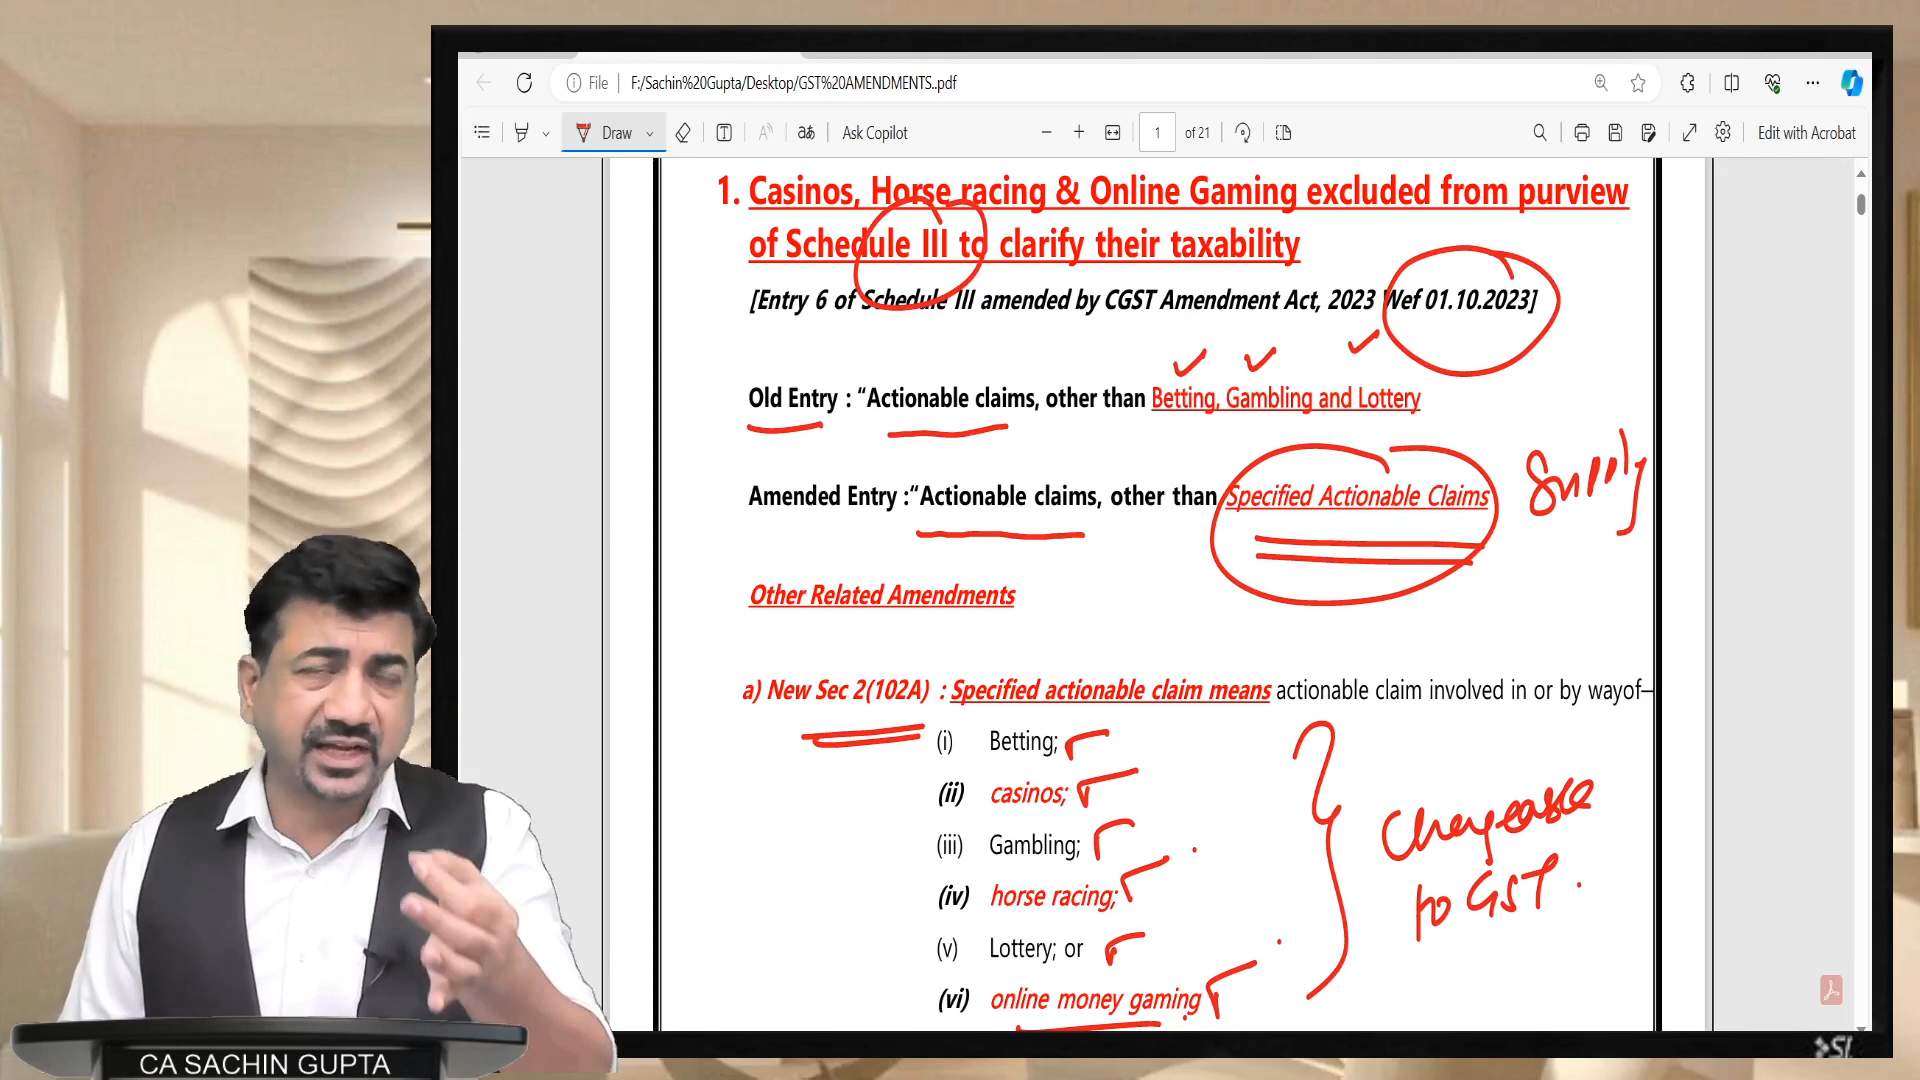 File F:/Sachin%20Gupta/Desktop/GST%20AMENDMENTS..pdf
Draw aあ Ask Copilot 1 of 21 Edit with Acrobat
1. Casinos, Horse racing & Online Gaming excluded from purview
of Schedule III to clarify their taxability
[Entry 6 of Schedule III amended by CGST Amendment Act, 2023 Wef 01.10.2023]
Old Entry : “Actionable claims, other than Betting, Gambling and Lottery
Amended Entry :“Actionable claims, other than Specified Actionable Claims
Supply
Other Related Amendments
a) New Sec 2(102A) : Specified actionable claim means actionable claim involved in or by wayof–
(i) Betting;
(ii) casinos;
(iii) Gambling;
(iv) horse racing;
(v) Lottery; or
(vi) online money gaming
Chargeable
to GST.
CA SACHIN GUPTA